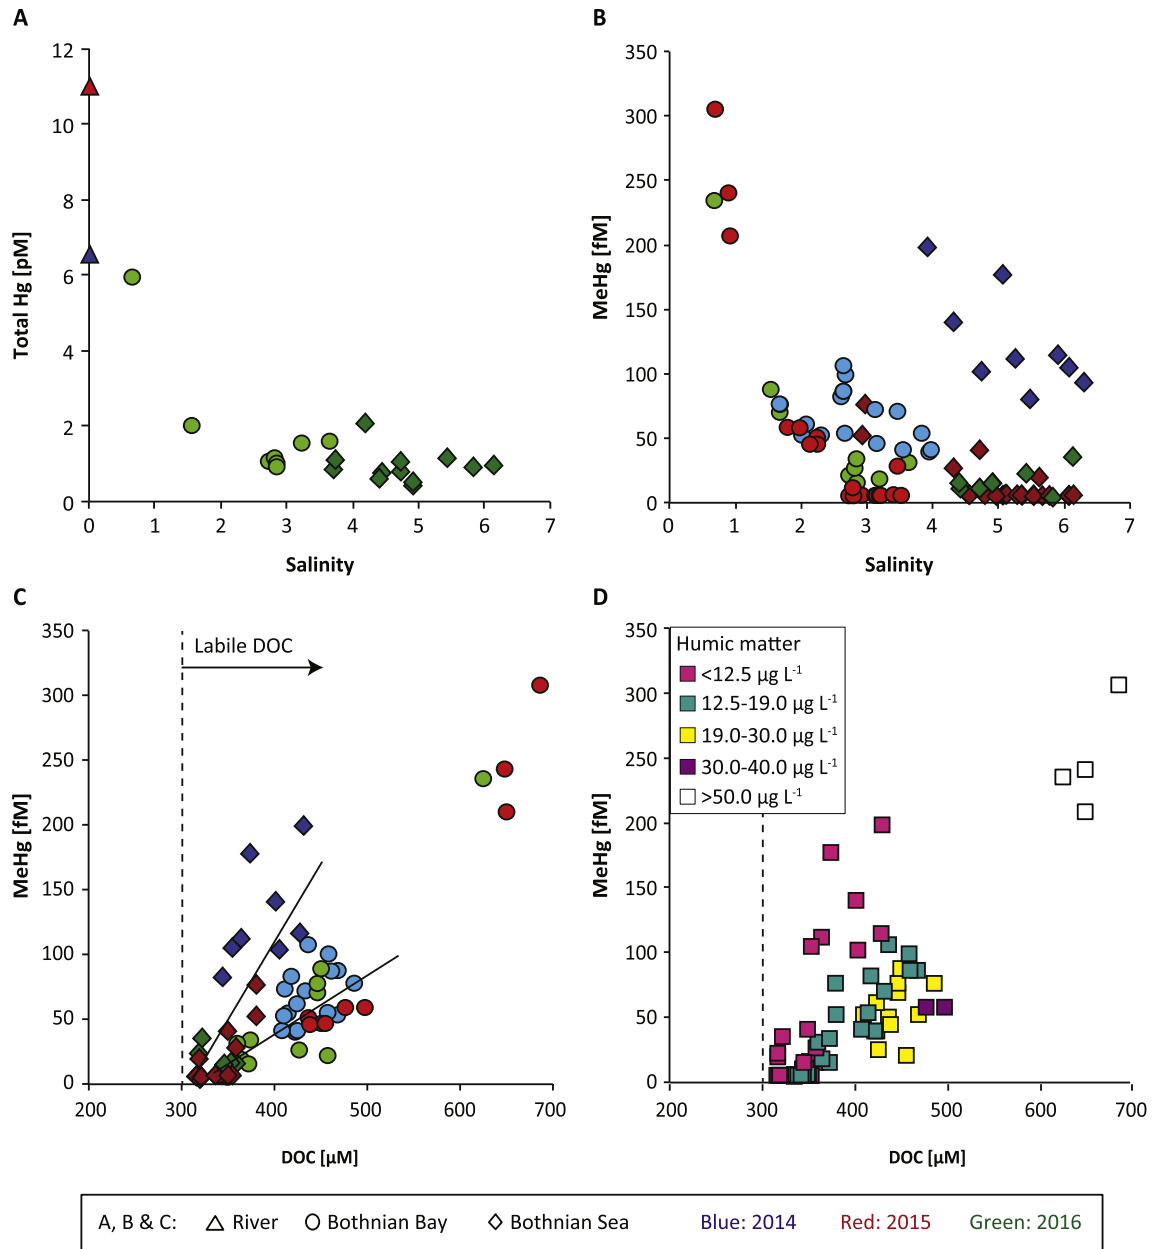 A
12
10
8
6
4
2
0
Total Hg [pM]
0 1 2 3 4 5 6 7
Salinity
B
350
300
250
200
150
100
50
0
MeHg [fM]
0 1 2 3 4 5 6 7
Salinity
C
350
300
250
200
150
100
50
0
MeHg [fM]
Labile DOC
200 300 400 500 600 700
DOC [µM]
D
350
300
250
200
150
100
50
0
MeHg [fM]
Humic matter
<12.5 µg L-1
12.5-19.0 µg L-1
19.0-30.0 µg L-1
30.0-40.0 µg L-1
>50.0 µg L-1
200 300 400 500 600 700
DOC [µM]
A, B & C: River Bothnian Bay Bothnian Sea Blue: 2014 Red: 2015 Green: 2016